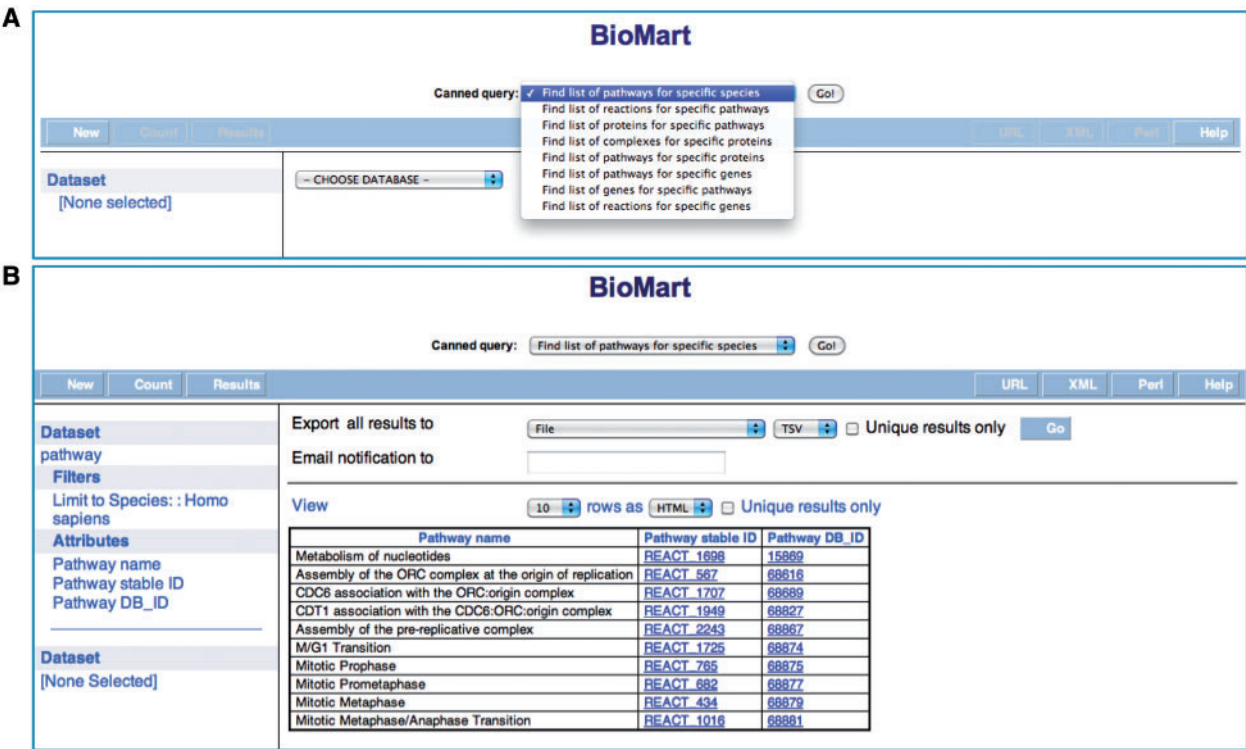 A
BioMart
Canned query: ✓ Find list of pathways for specific species Go!
Find list of reactions for specific pathways
Find list of proteins for specific pathways
Find list of complexes for specific proteins
Find list of pathways for specific proteins
Find list of pathways for specific genes
Find list of genes for specific pathways
Find list of reactions for specific genes
New Count Results URL XML Perl Help
Dataset
[None selected]
– CHOOSE DATABASE –
B
BioMart
Canned query: Find list of pathways for specific species Go!
New Count Results URL XML Perl Help
Dataset
pathway
Filters
Limit to Species: : Homo
sapiens
Attributes
Pathway name
Pathway stable ID
Pathway DB_ID
Dataset
[None Selected]
Export all results to File TSV Unique results only Go
Email notification to
View 10 rows as HTML Unique results only
Pathway name Pathway stable ID Pathway DB_ID
Metabolism of nucleotides REACT_1698 15869
Assembly of the ORC complex at the origin of replication REACT_567 68616
CDC6 association with the ORC:origin complex REACT_1707 68689
CDT1 association with the CDC6:ORC:origin complex REACT_1949 68827
Assembly of the pre-replicative complex REACT_2243 68867
M/G1 Transition REACT_1725 68874
Mitotic Prophase REACT_765 68875
Mitotic Prometaphase REACT_682 68877
Mitotic Metaphase REACT_434 68879
Mitotic Metaphase/Anaphase Transition REACT_1016 68881